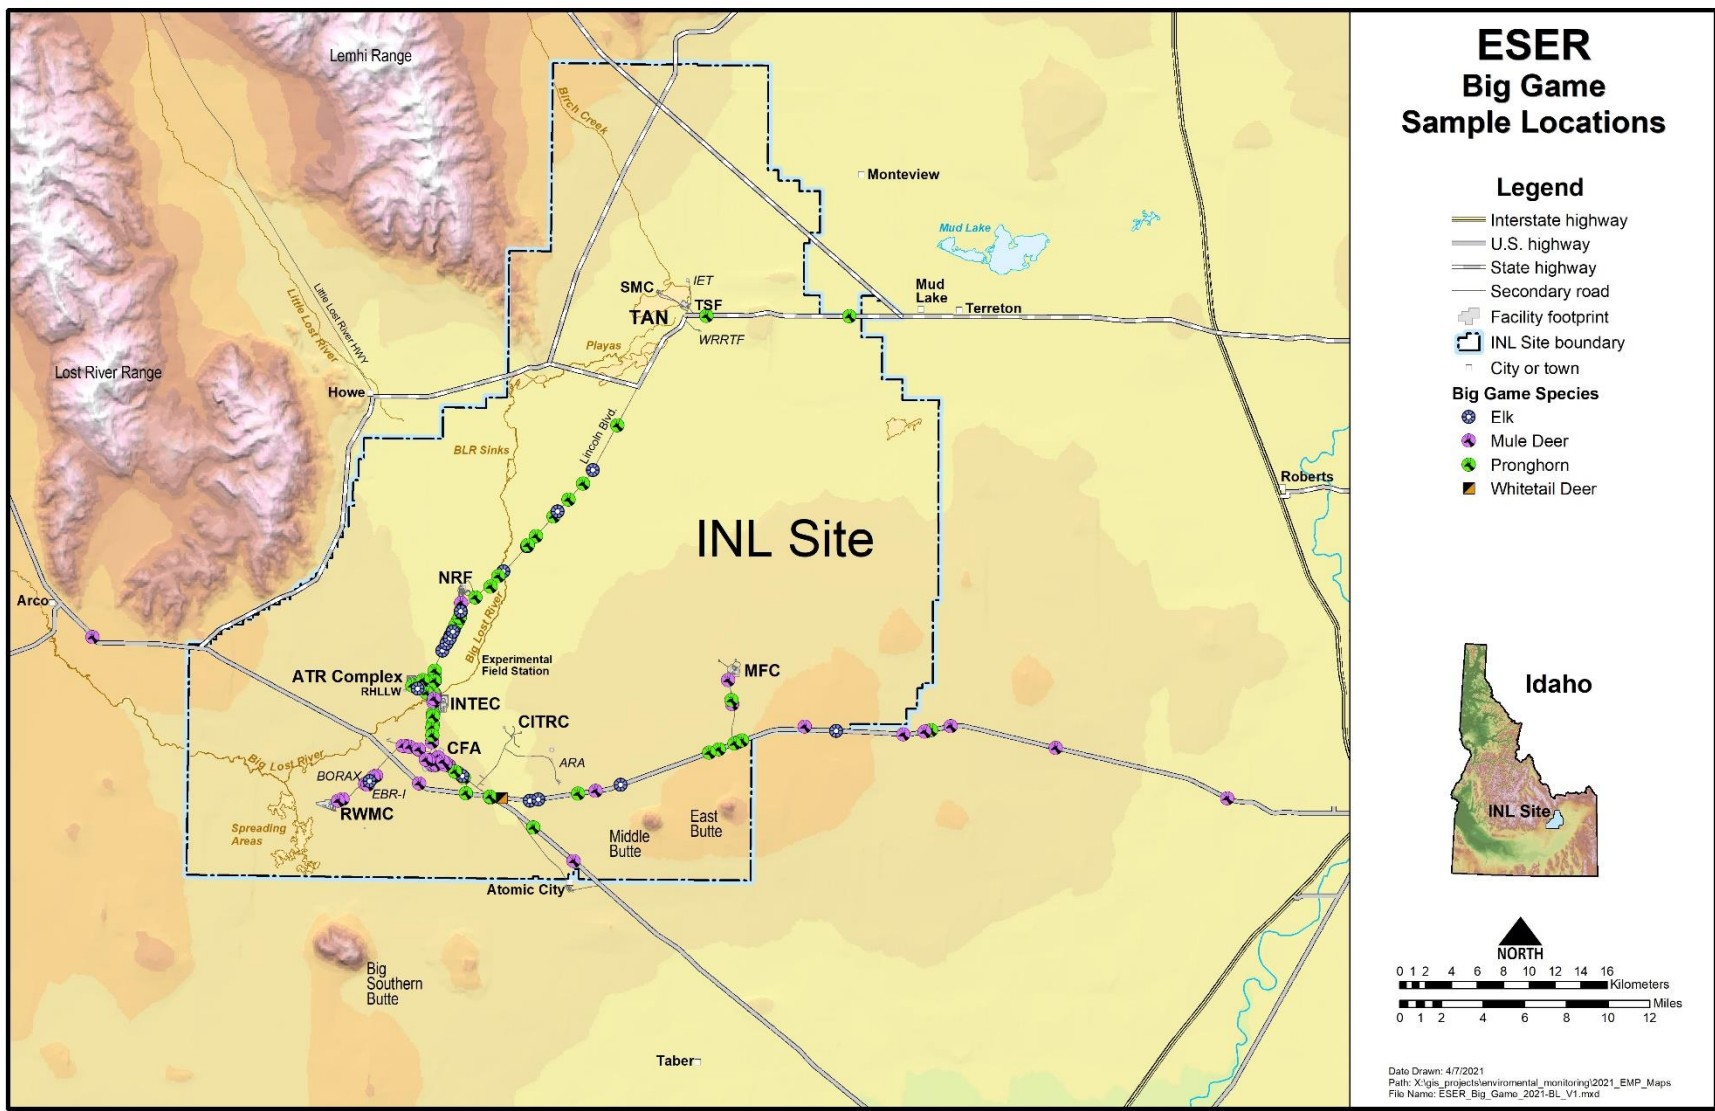 Lemhi Range
Birch Creek
Monteview
Mud Lake
Little Lost River HWY
Little Lost River
SMC
IET
TSF
TAN
WRRTF
Mud
Lake
Terreton
Playas
Lost River Range
Howe
Lincoln Blvd.
BLR Sinks
Roberts
INL Site
NRF
Arco
Big Lost River
Experimental
Field Station
ATR Complex
RHLLW
MFC
INTEC
CITRC
CFA
Big Lost River
ARA
BORAX
EBR-I
RWMC
Spreading
Areas
East
Butte
Middle
Butte
Atomic City
Big
Southern
Butte
Taber
ESER
Big Game
Sample Locations
Legend
Interstate highway
U.S. highway
State highway
Secondary road
Facility footprint
INL Site boundary
City or town
Big Game Species
Elk
Mule Deer
Pronghorn
Whitetail Deer
Idaho
INL Site
NORTH
0 1 2 4 6 8 10 12 14 16
Kilometers
Miles
0 1 2 4 6 8 10 12
Date Drawn: 4/7/2021
Path: X:\gis_projects\enviromental_monitoring\2021_EMP_Maps
File Name: ESER_Big_Game_2021-BL_V1.mxd